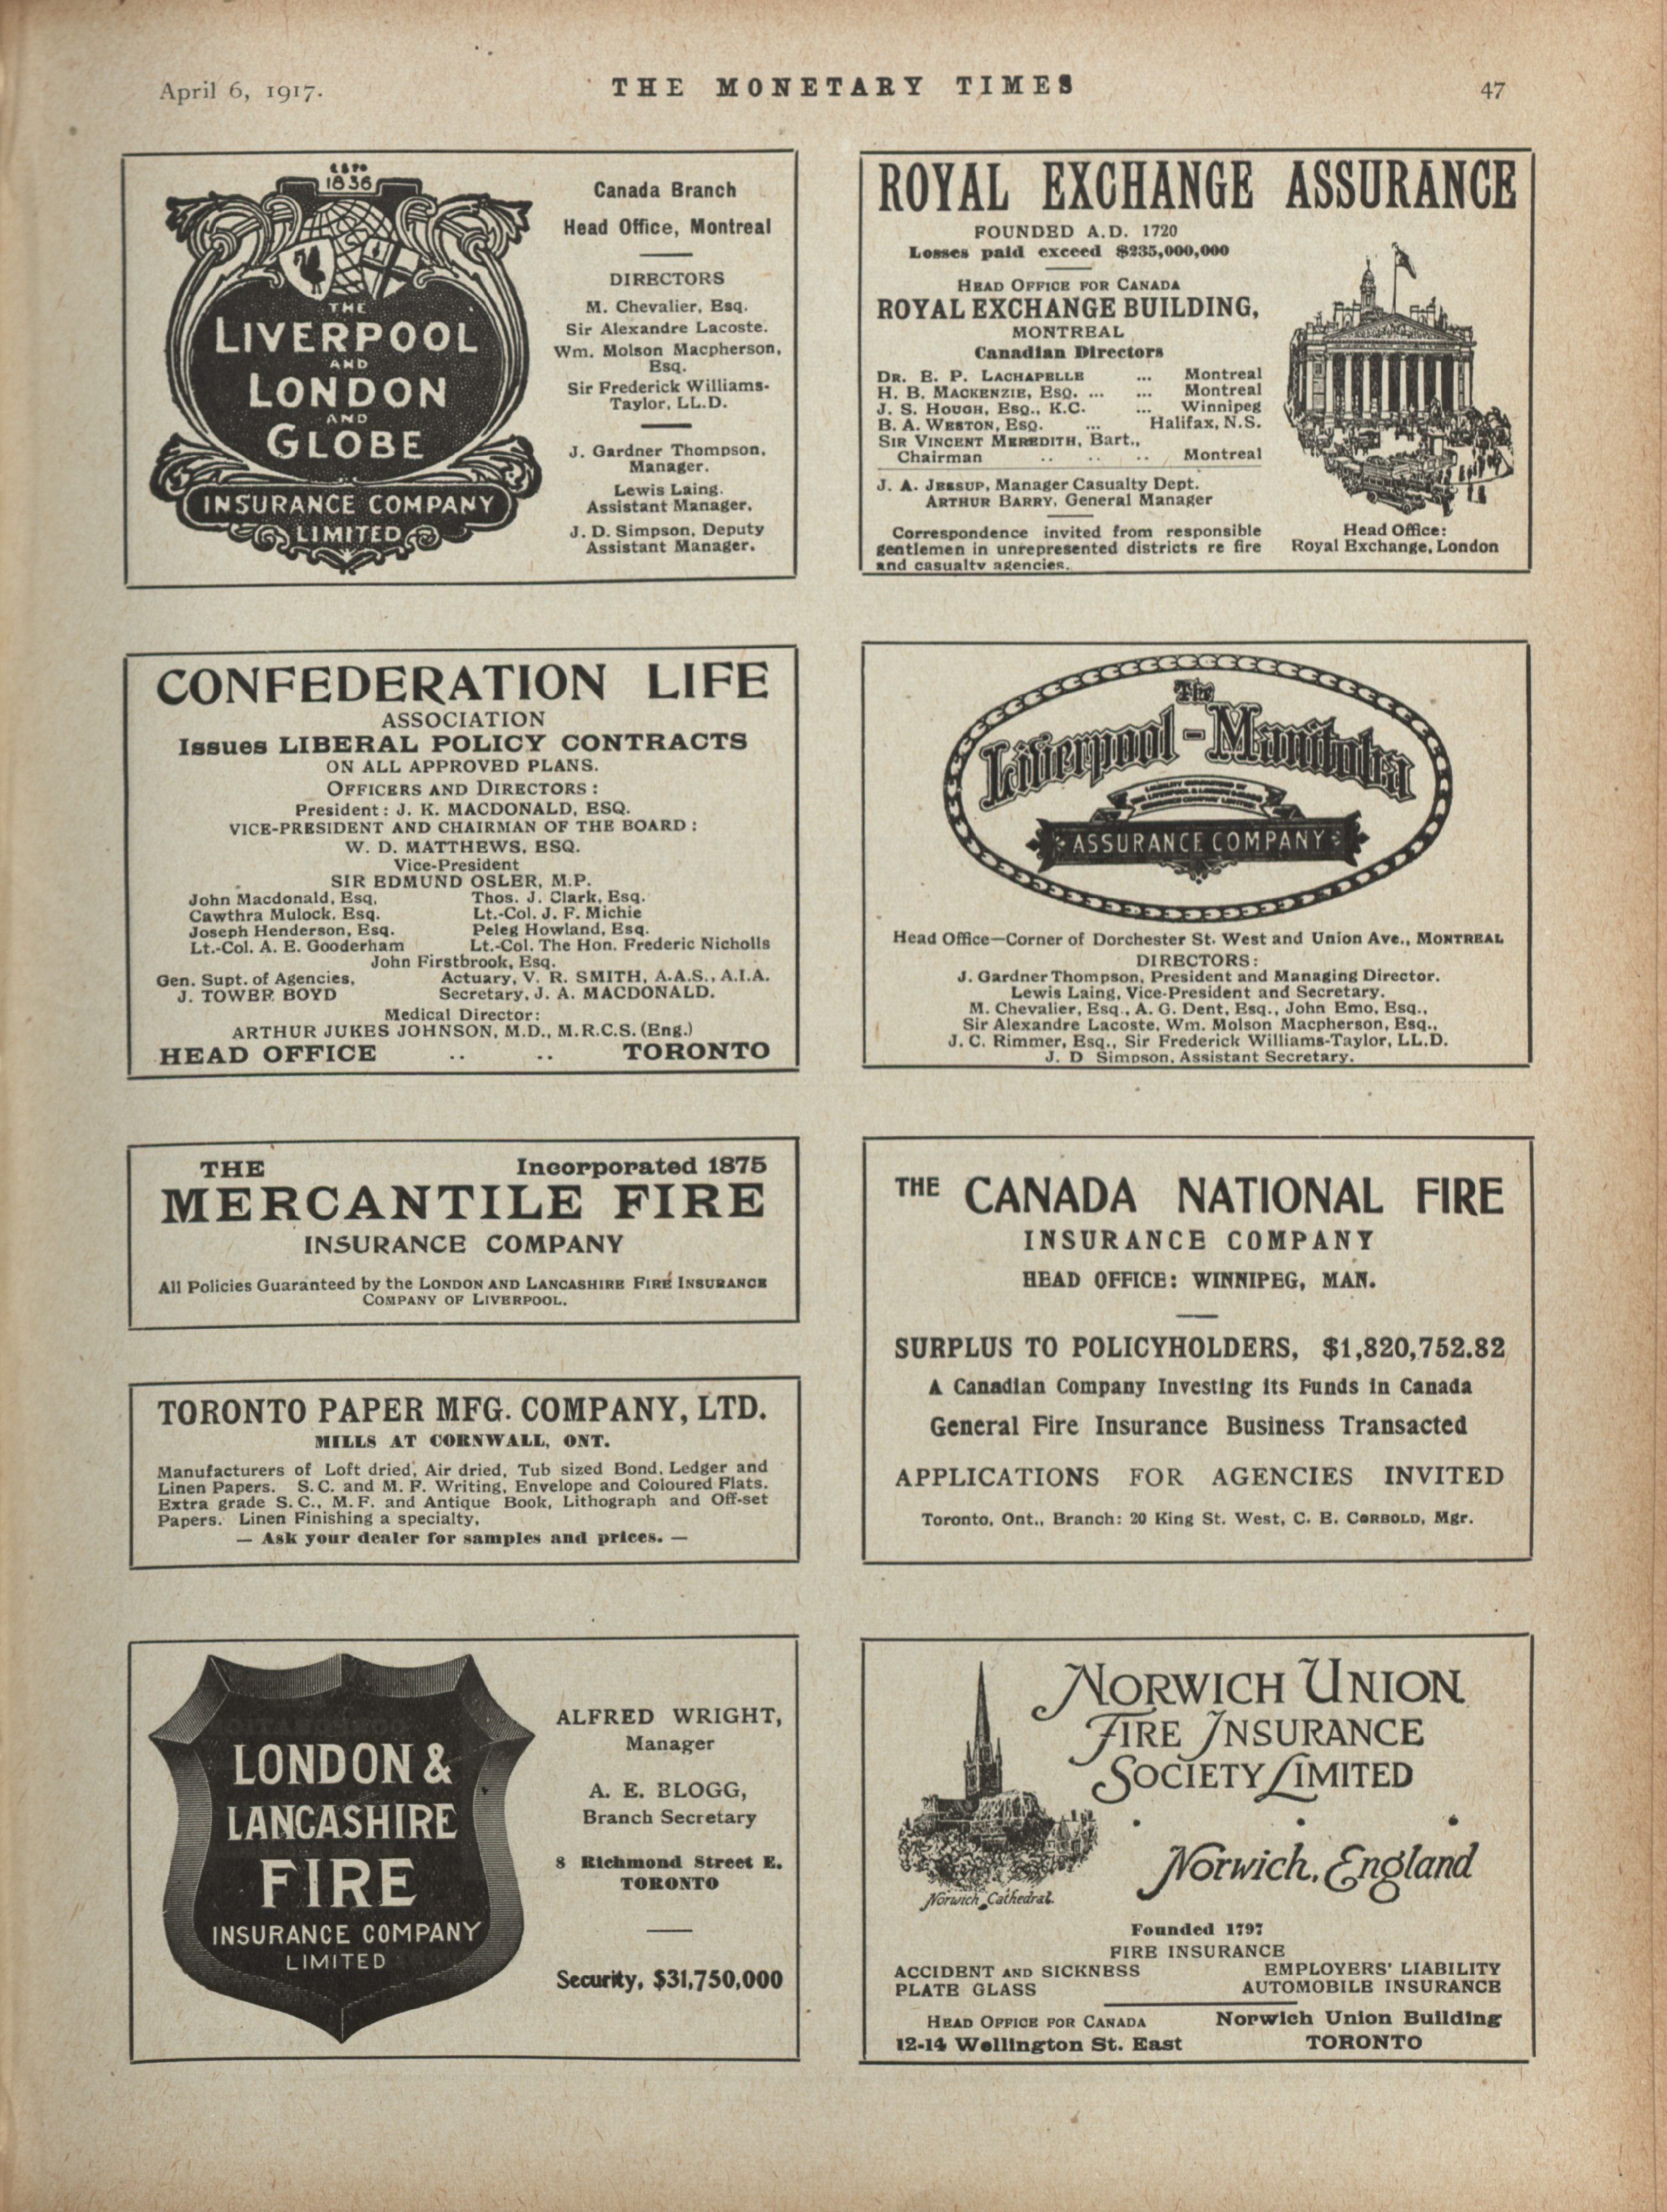 April 6, 1917.
THE MONETARY TIMES
47
ESTD
1836
THE
LIVERPOOL
AND
LONDON
AND
GLOBE
INSURANCE COMPANY
LIMITED
Canada Branch
Head Office, Montreal
DIRECTORS
M. Chevalier, Esq.
Sir Alexandre Lacoste.
Wm. Molson Macpherson,
Esq.
Sir Frederick Williams-
Taylor, LL.D.
J. Gardner Thompson,
Manager.
Lewis Laing.
Assistant Manager.
J. D. Simpson, Deputy
Assistant Manager.
ROYAL EXCHANGE ASSURANCE
FOUNDED A.D. 1720
Losses paid exceed $235,000,000
HEAD OFFICE FOR CANADA
ROYAL EXCHANGE BUILDING,
MONTREAL
Canadian Directors
DR. E. P. LACHAPELLE ... Montreal
H. B. MACKENZIE, ESQ. ... ... Montreal
J. S. HOUGH, ESQ., K.C. ... Winnipeg
B. A. WESTON, ESQ. ... Halifax, N.S.
SIR VINCENT MEREDITH, Bart.,
Chairman .. .. .. Montreal
J. A. JESSUP, Manager Casualty Dept.
ARTHUR BARRY, General Manager
Correspondence invited from responsible
gentlemen in unrepresented districts re fire
and casualty agencies.
Head Office:
Royal Exchange, London
CONFEDERATION LIFE
ASSOCIATION
Issues LIBERAL POLICY CONTRACTS
ON ALL APPROVED PLANS.
OFFICERS AND DIRECTORS :
President : J. K. MACDONALD, ESQ.
VICE-PRESIDENT AND CHAIRMAN OF THE BOARD :
W. D. MATTHEWS, ESQ.
Vice-President
SIR EDMUND OSLER, M.P.
John Macdonald, Esq. Thos. J. Clark, Esq.
Cawthra Mulock, Esq. Lt.-Col. J. F. Michie
Joseph Henderson, Esq. Peleg Howland, Esq.
Lt.-Col. A. E. Gooderham Lt.-Col. The Hon. Frederic Nicholls
John Firstbrook, Esq.
Gen. Supt. of Agencies, Actuary, V. R. SMITH, A.A.S., A.I.A.
J. TOWER BOYD Secretary, J. A. MACDONALD.
Medical Director:
ARTHUR JUKES JOHNSON, M.D., M.R.C.S. (Eng.)
HEAD OFFICE .. .. TORONTO
The
Liverpool-Manitoba
ASSURANCE COMPANY
Head Office—Corner of Dorchester St. West and Union Ave., MONTREAL
DIRECTORS:
J. Gardner Thompson, President and Managing Director.
Lewis Laing, Vice-President and Secretary.
M. Chevalier, Esq., A. G. Dent, Esq., John Emo, Esq.,
Sir Alexandre Lacoste, Wm. Molson Macpherson, Esq.,
J. C. Rimmer, Esq., Sir Frederick Williams-Taylor, LL.D.
J. D Simpson, Assistant Secretary.
THE Incorporated 1875
MERCANTILE FIRE
INSURANCE COMPANY
All Policies Guaranteed by the LONDON AND LANCASHIRE FIRE INSURANCE
COMPANY OF LIVERPOOL.
THE CANADA NATIONAL FIRE
INSURANCE COMPANY
HEAD OFFICE: WINNIPEG, MAN.
SURPLUS TO POLICYHOLDERS, $1,820,752.82
A Canadian Company Investing its Funds in Canada
General Fire Insurance Business Transacted
APPLICATIONS FOR AGENCIES INVITED
Toronto, Ont., Branch: 20 King St. West, C. E. CORBOLD, Mgr.
TORONTO PAPER MFG. COMPANY, LTD.
MILLS AT CORNWALL, ONT.
Manufacturers of Loft dried, Air dried, Tub sized Bond, Ledger and
Linen Papers. S. C. and M. F. Writing, Envelope and Coloured Flats.
Extra grade S. C., M. F. and Antique Book, Lithograph and Off-set
Papers. Linen Finishing a specialty,
— Ask your dealer for samples and prices. —
LONDON &
LANCASHIRE
FIRE
INSURANCE COMPANY
LIMITED
ALFRED WRIGHT,
Manager
A. E. BLOGG,
Branch Secretary
8 Richmond Street E.
TORONTO
Security, $31,750,000
NORWICH UNION
FIRE INSURANCE
SOCIETY LIMITED
Norwich, England
Norwich Cathedral.
Founded 1797
FIRE INSURANCE
ACCIDENT AND SICKNESS EMPLOYERS' LIABILITY
PLATE GLASS AUTOMOBILE INSURANCE
HEAD OFFICE FOR CANADA Norwich Union Building
12-14 Wellington St. East TORONTO